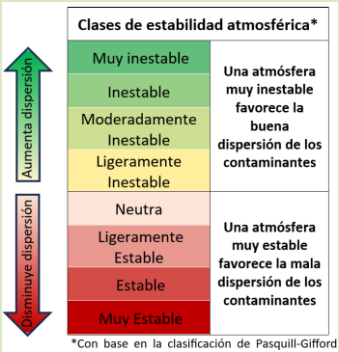 Clases de estabilidad atmosférica*
Aumenta dispersión
Muy inestable
Inestable
Moderadamente
Inestable
Ligeramente
Inestable
Una atmósfera
muy inestable
favorece la
buena
dispersión de los
contaminantes
Disminuye dispersión
Neutra
Ligeramente
Estable
Estable
Muy Estable
Una atmósfera
muy estable
favorece la mala
dispersión de los
contaminantes
*Con base en la clasificación de Pasquill-Gifford